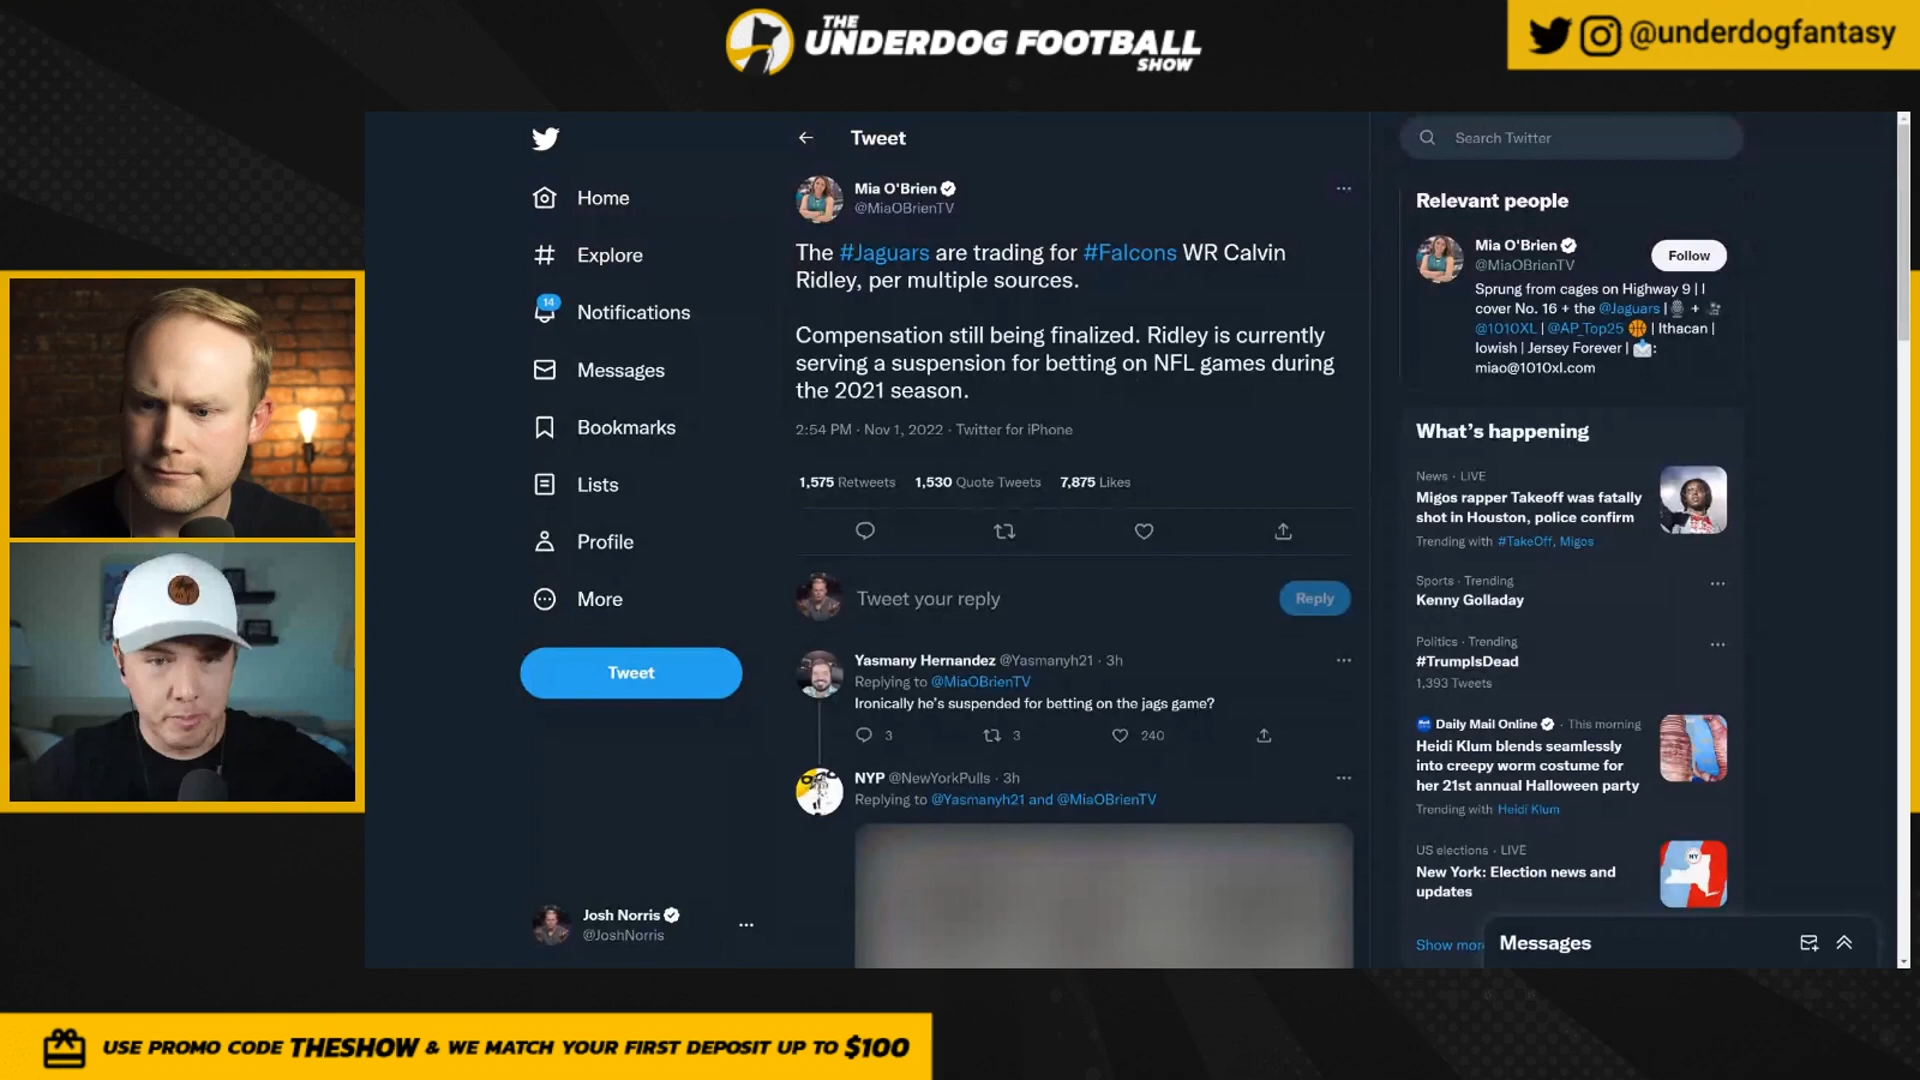 THE
UNDERDOG FOOTBALL
SHOW
@underdogfantasy
Tweet
Search Twitter
Home
Explore
14
Notifications
Messages
Bookmarks
Lists
Profile
More
Tweet
Josh Norris
@JoshNorris
Mia O'Brien
@MiaOBrienTV
The #Jaguars are trading for #Falcons WR Calvin
Ridley, per multiple sources.
Compensation still being finalized. Ridley is currently
serving a suspension for betting on NFL games during
the 2021 season.
2:54 PM · Nov 1, 2022 · Twitter for iPhone
1,575 Retweets 1,530 Quote Tweets 7,875 Likes
Tweet your reply
Reply
Yasmany Hernandez @Yasmanyh21 · 3h
Replying to @MiaOBrienTV
Ironically he's suspended for betting on the jags game?
3 3 240
NYP @NewYorkPulls · 3h
Replying to @Yasmanyh21 and @MiaOBrienTV
Relevant people
Mia O'Brien
@MiaOBrienTV
Follow
Sprung from cages on Highway 9 | I
cover No. 16 + the @Jaguars | 🎙 + 📽
@1010XL | @AP_Top25 🏀 | Ithacan |
Iowish | Jersey Forever | 📩:
miao@1010xl.com
What's happening
News · LIVE
Migos rapper Takeoff was fatally
shot in Houston, police confirm
Trending with #TakeOff, Migos
Sports · Trending
Kenny Golladay
Politics · Trending
#TrumpIsDead
1,393 Tweets
Daily Mail Online · This morning
Heidi Klum blends seamlessly
into creepy worm costume for
her 21st annual Halloween party
Trending with Heidi Klum
US elections · LIVE
New York: Election news and
updates
NY
Show more
Messages
USE PROMO CODE THESHOW & WE MATCH YOUR FIRST DEPOSIT UP TO $100